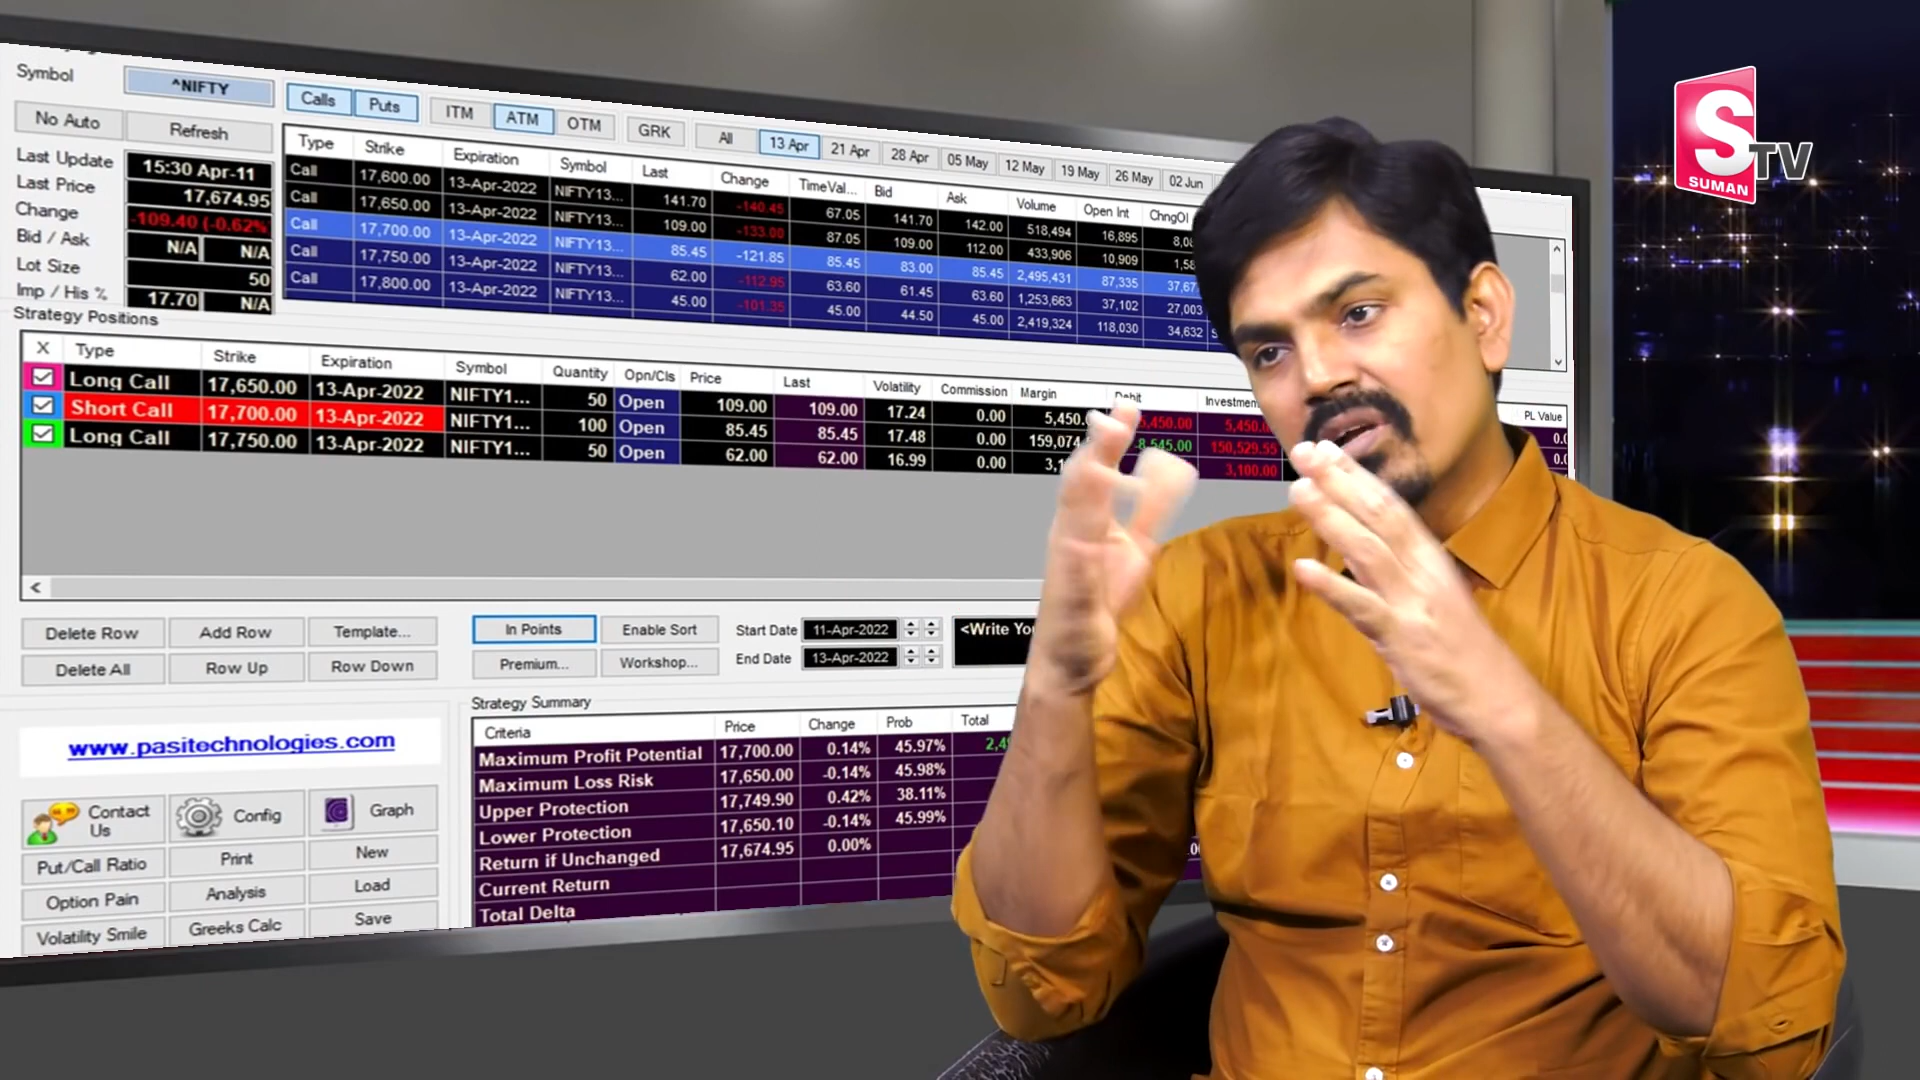 Symbol ^NIFTY Calls Puts ITM ATM OTM GRK All 13 Apr 21 Apr 28 Apr 05 May 12 May 19 May 26 May 02 Jun
No Auto Refresh
Last Update 15:30 Apr-11
Last Price 17,674.95
Change -109.40 (-0.62%
Bid / Ask N/A N/A
Lot Size 50
Imp / His % 17.70 N/A
Type Strike Expiration Symbol Last Change TimeVal... Bid Ask Volume Open Int ChngOI
Call 17,600.00 13-Apr-2022 NIFTY13... 141.70 -140.45 67.05 141.70 142.00 518,494 16,895
Call 17,650.00 13-Apr-2022 NIFTY13... 109.00 -133.00 87.05 109.00 112.00 433,906 10,909
Call 17,700.00 13-Apr-2022 NIFTY13... 85.45 -121.85 85.45 83.00 85.45 2,495,431 87,335
Call 17,750.00 13-Apr-2022 NIFTY13... 62.00 -112.95 63.60 61.45 63.60 1,253,663 37,102 27,003
Call 17,800.00 13-Apr-2022 NIFTY13... 45.00 -101.35 45.00 44.50 45.00 2,419,324 118,030 34,632
Strategy Positions
X Type Strike Expiration Symbol Quantity Opn/Cls Price Last Volatility Commission Margin Debit PL Value
Long Call 17,650.00 13-Apr-2022 NIFTY1... 50 Open 109.00 109.00 17.24 0.00 5,450.00
Short Call 17,700.00 13-Apr-2022 NIFTY1... 100 Open 85.45 85.45 17.48 0.00 8,545.00 150,529.55
Long Call 17,750.00 13-Apr-2022 NIFTY1... 50 Open 62.00 62.00 16.99 0.00 3,100.00
Delete Row Add Row Template... In Points Enable Sort Start Date 11-Apr-2022 <Write
Delete All Row Up Row Down Premium... Workshop... End Date 13-Apr-2022
www.pasitechnologies.com
Contact Us Config Graph
Put/Call Ratio Print New
Option Pain Analysis Load
Volatility Smile Greeks Calc Save
Strategy Summary
Criteria Price Change Prob Total
Maximum Profit Potential 17,700.00 0.14% 45.97%
Maximum Loss Risk 17,650.00 -0.14% 45.98%
Upper Protection 17,749.90 0.42% 38.11%
Lower Protection 17,650.10 -0.14% 45.99%
Return if Unchanged 17,674.95 0.00%
Current Return
Total Delta
S TV
SUMAN